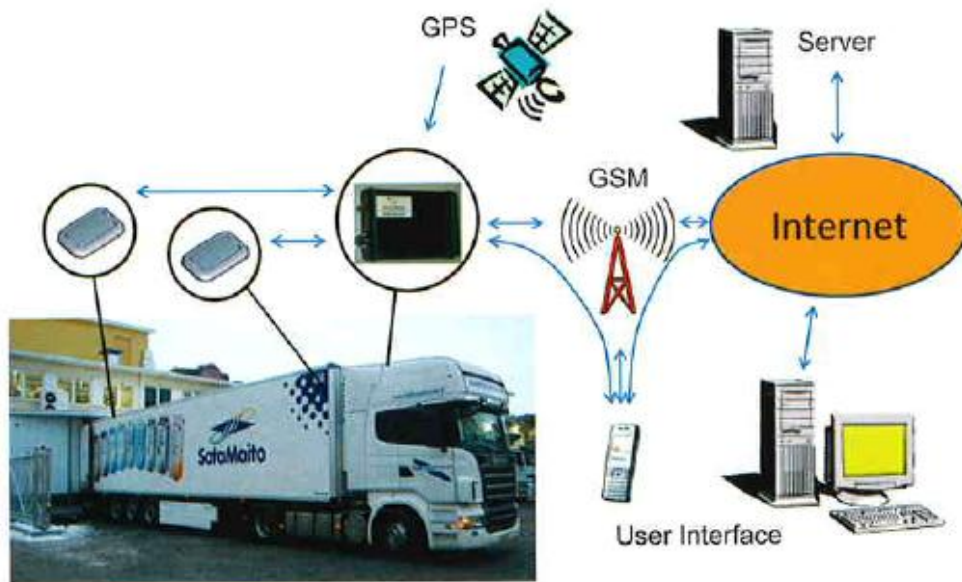 GPS
Server
GSM
Internet
SataMaito
User Interface